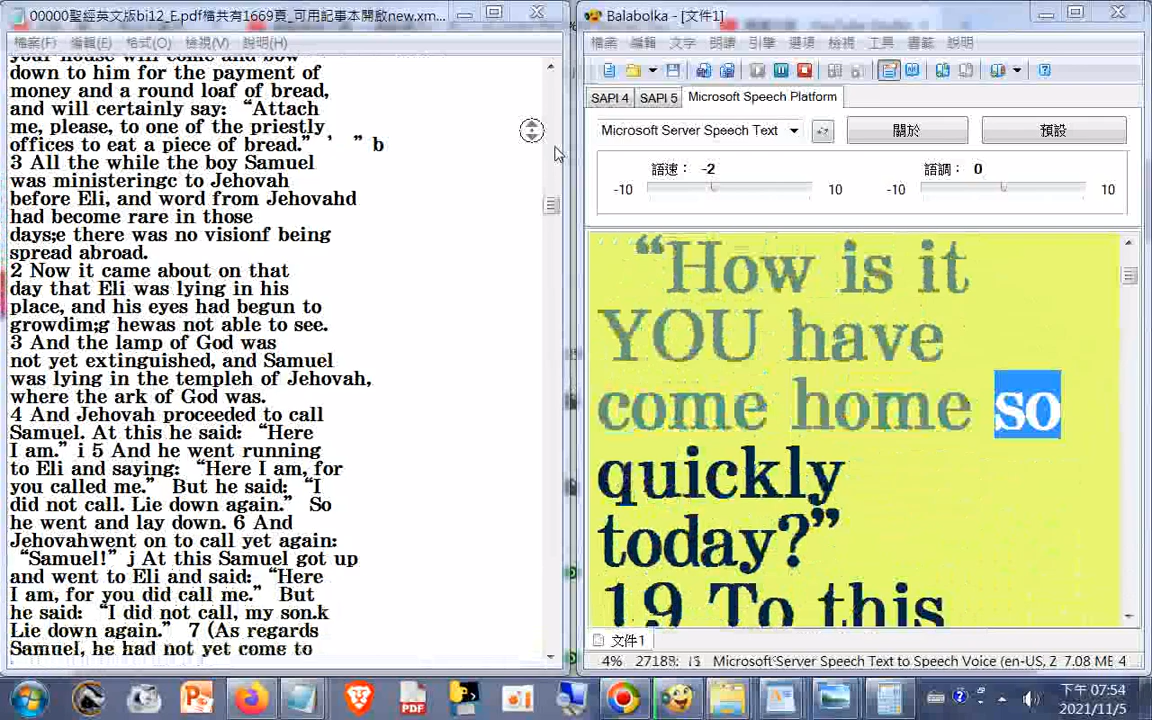 00000聖經英文版bi12_E.pdf檔共有1669頁_可用記事本開啟new.xm...
檔案(F) 編輯(E) 格式(O) 檢視(V) 說明(H)
your house will come and bow
down to him for the payment of
money and a round loaf of bread,
and will certainly say: “Attach
me, please, to one of the priestly
offices to eat a piece of bread.” ’ ” b
3 All the while the boy Samuel
was ministeringc to Jehovah
before Eli, and word from Jehovahd
had become rare in those
days;e there was no visionf being
spread abroad.
2 Now it came about on that
day that Eli was lying in his
place, and his eyes had begun to
growdim;g hewas not able to see.
3 And the lamp of God was
not yet extinguished, and Samuel
was lying in the templeh of Jehovah,
where the ark of God was.
4 And Jehovah proceeded to call
Samuel. At this he said: “Here
I am.” i 5 And he went running
to Eli and saying: “Here I am, for
you called me.” But he said: “I
did not call. Lie down again.” So
he went and lay down. 6 And
Jehovahwent on to call yet again:
“Samuel!” j At this Samuel got up
and went to Eli and said: “Here
I am, for you did call me.” But
he said: “I did not call, my son.k
Lie down again.” 7 (As regards
Samuel, he had not yet come to
Balabolka - [文件1]
檔案 編輯 文字 朗讀 引擎 選項 檢視 工具 書籤 說明
SAPI 4 SAPI 5 Microsoft Speech Platform
Microsoft Server Speech Text 關於 預設
語速： -2 語調： 0
-10 10 -10 10
“How is it
YOU have
come home so
quickly
today?”
19 To this
文件1
4% 27188: 15 Microsoft Server Speech Text to Speech Voice (en-US, 2 7.08 MB 4
PDF
下午 07:54
2021/11/5